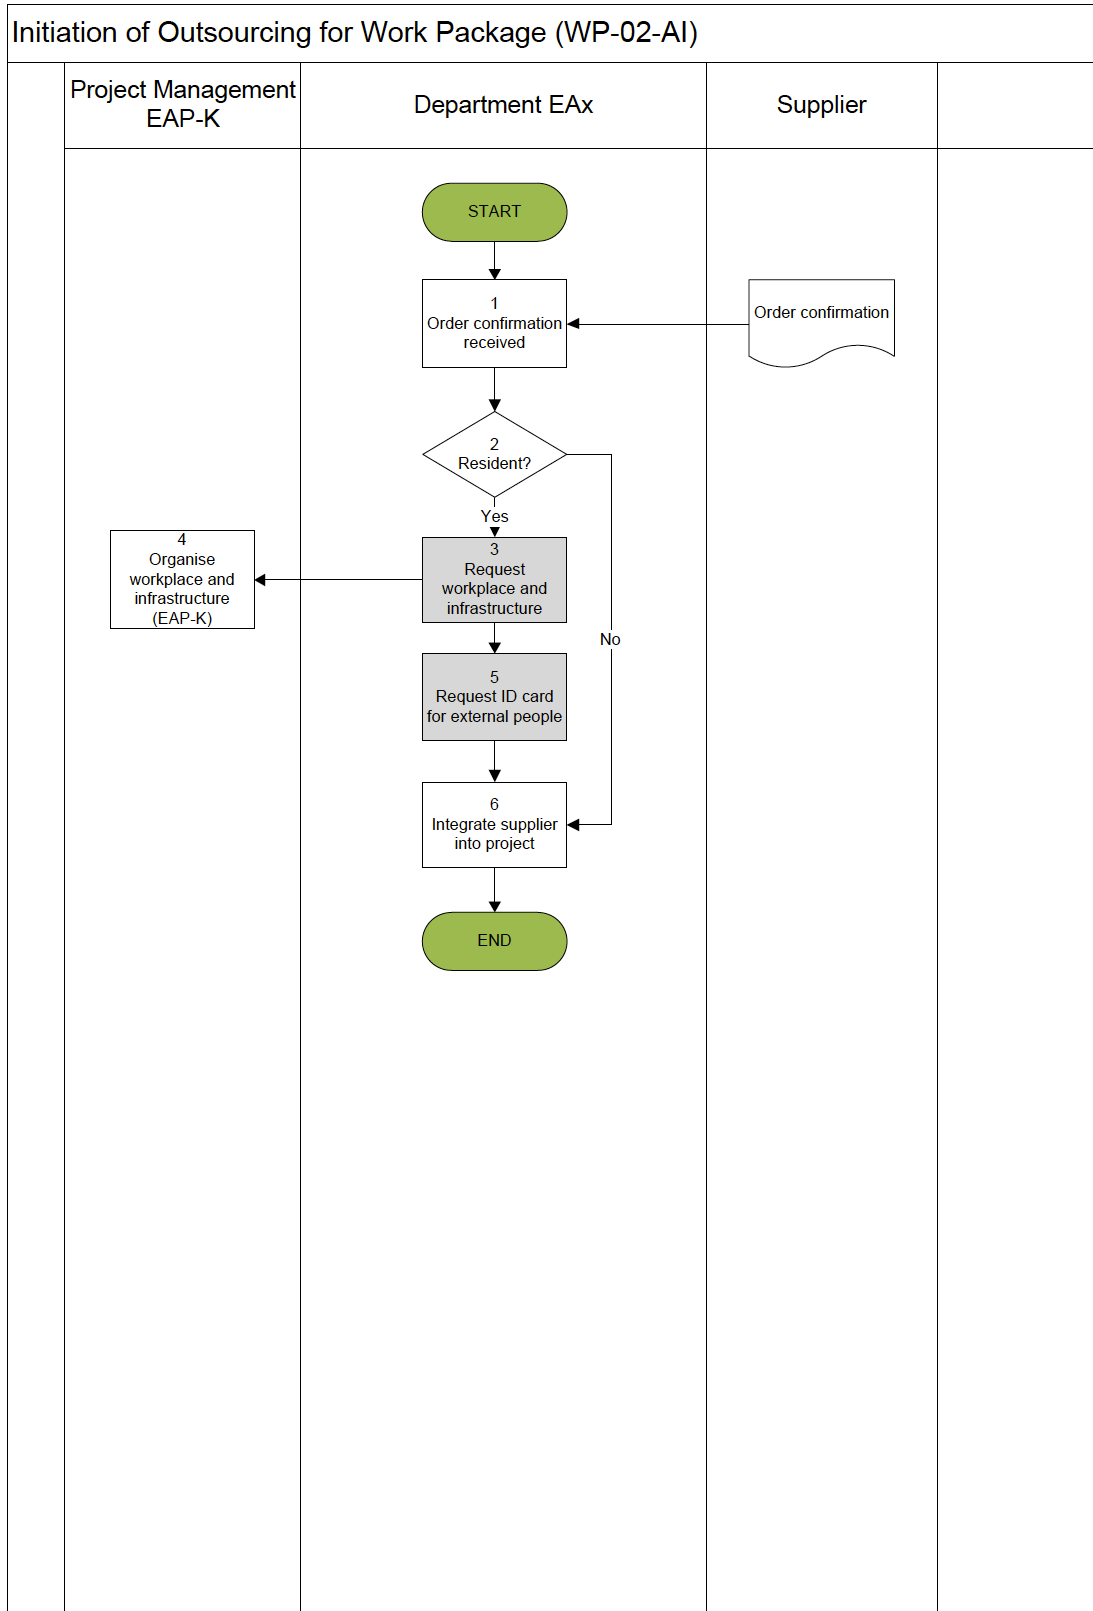 Initiation of Outsourcing for Work Package (WP-02-AI)
Project Management
EAP-K
Department EAx
Supplier
START
1
Order confirmation
received
Order confirmation
2
Resident?
Yes
3
Request
workplace and
infrastructure
4
Organise
workplace and
infrastructure
(EAP-K)
No
5
Request ID card
for external people
6
Integrate supplier
into project
END